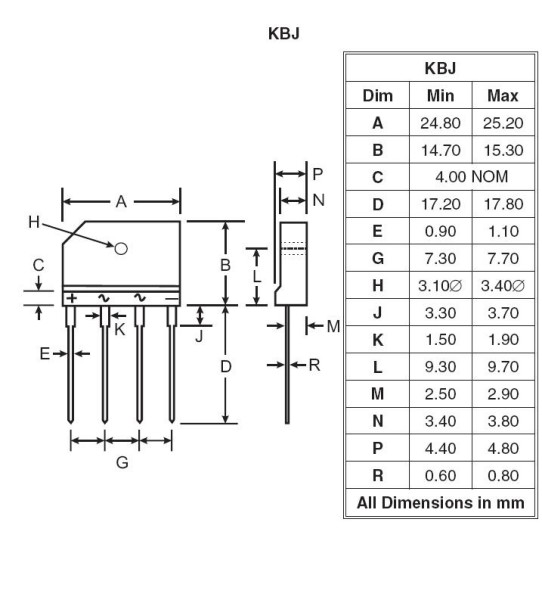 KBJ
KBJ
Dim Min Max
A 24.80 25.20
B 14.70 15.30
C 4.00 NOM
D 17.20 17.80
E 0.90 1.10
G 7.30 7.70
H 3.10∅ 3.40∅
J 3.30 3.70
K 1.50 1.90
L 9.30 9.70
M 2.50 2.90
N 3.40 3.80
P 4.40 4.80
R 0.60 0.80
All Dimensions in mm
P
A
N
H
C
B
L
+ ~ ~ −
K
J
M
E
D
R
G